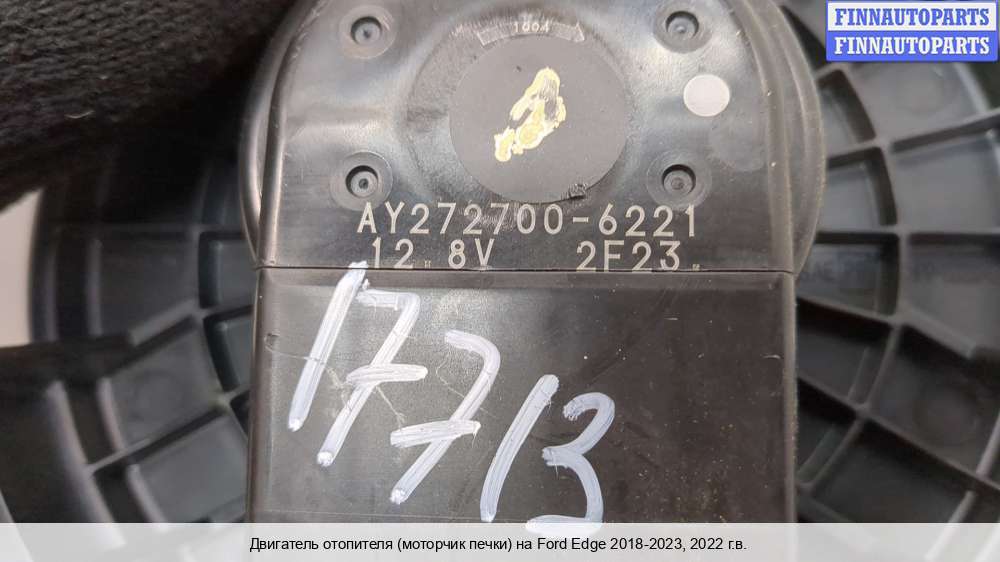 FINNAUTOPARTS
FINNAUTOPARTS
AY272700-6221
12.8V 2F23.
17713
Двигатель отопителя (моторчик печки) на Ford Edge 2018-2023, 2022 г.в.